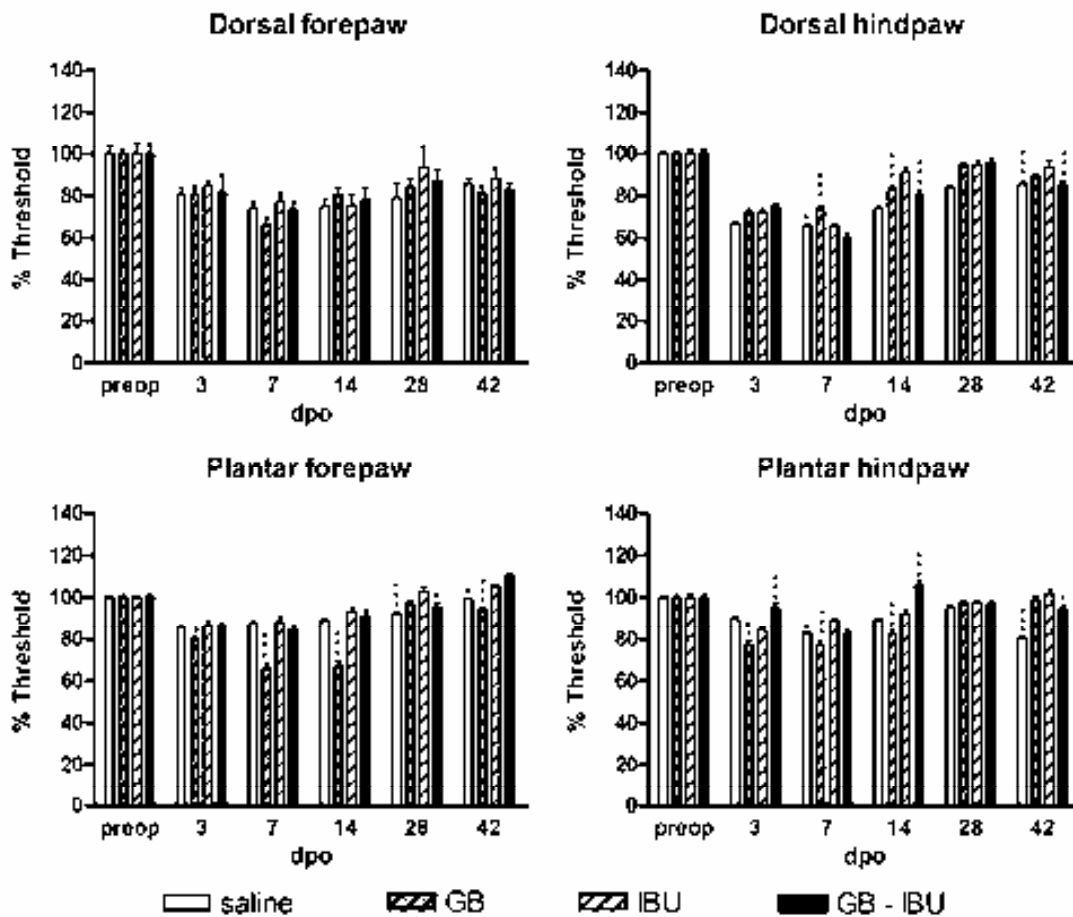 Dorsal forepaw
% Threshold
140
120
100
80
60
40
20
0
preop 3 7 14 28 42
dpo
Dorsal hindpaw
% Threshold
140
120
100
80
60
40
20
0
preop 3 7 14 28 42
dpo
Plantar forepaw
% Threshold
140
120
100
80
60
40
20
0
preop 3 7 14 28 42
dpo
Plantar hindpaw
% Threshold
140
120
100
80
60
40
20
0
preop 3 7 14 28 42
dpo
saline GB IBU GB - IBU